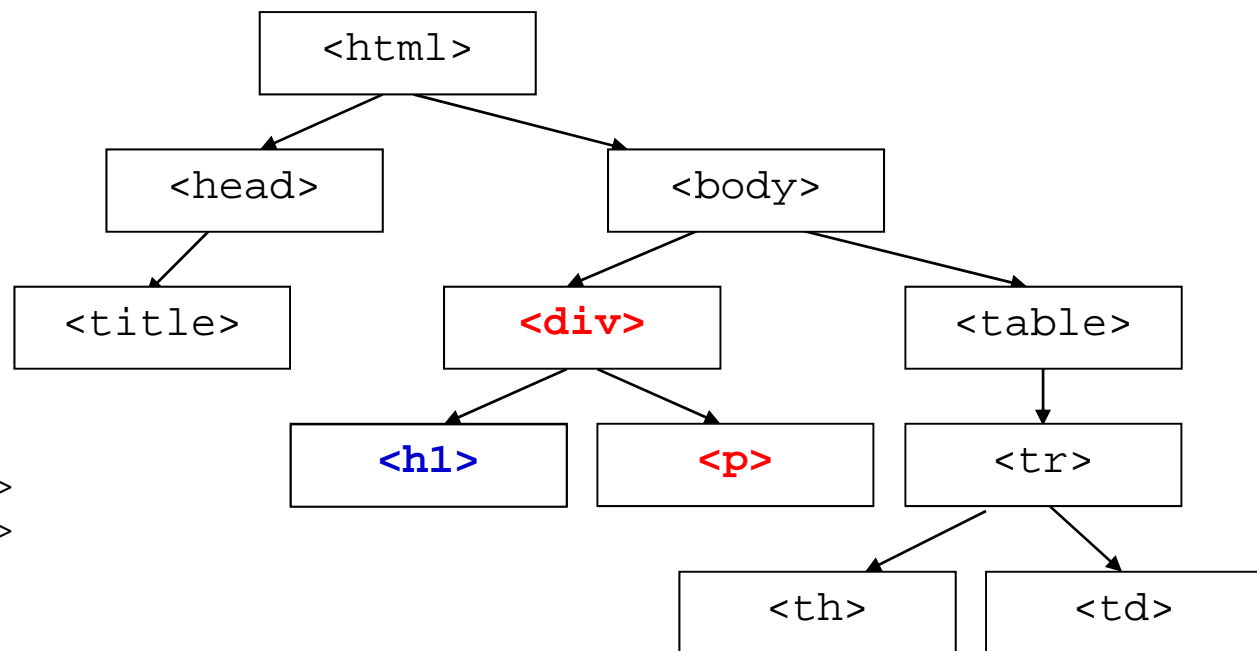 <html>
<head> <body>
<title> <div> <table>
<h1> <p> <tr>
>
>
<th> <td>